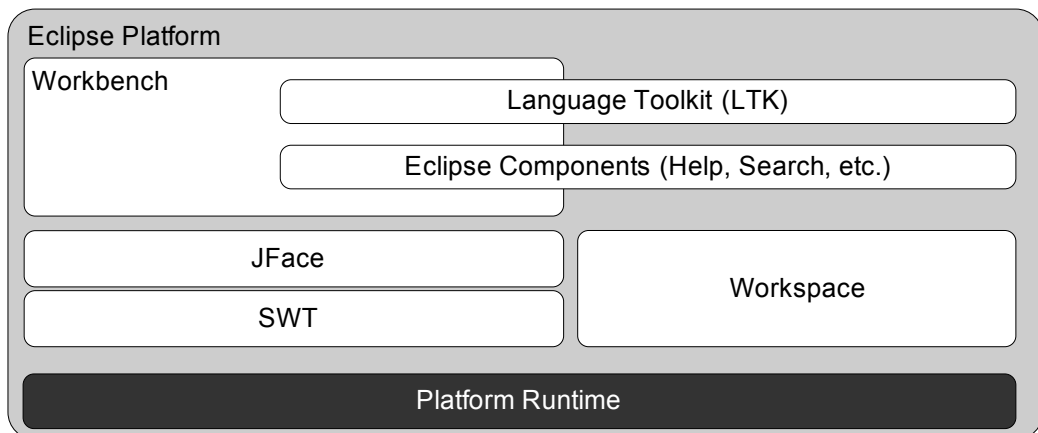 Eclipse Platform
Workbench
Language Toolkit (LTK)
Eclipse Components (Help, Search, etc.)
JFace
Workspace
SWT
Platform Runtime